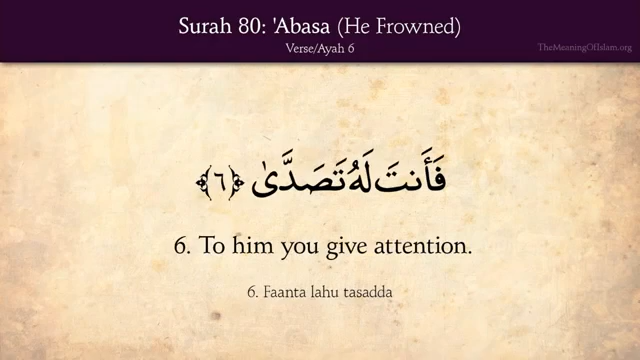 Surah 80: 'Abasa (He Frowned)
Verse/Ayah 6
TheMeaningOfIslam.org
فَأَنتَ لَهُ تَصَدَّىٰ ﴿٦﴾
6. To him you give attention.
6. Faanta lahu tasadda